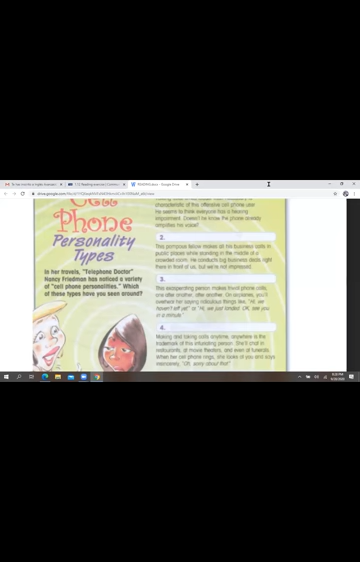 Cell
Phone
Personality
Types
In her travels, "Telephone Doctor"
Nancy Friedman has noticed a variety
of "cell phone personalities." Which
of these types have you seen around?
characteristic of this offensive cell phone user
he seems to think everyone has a hearing
impairment. Doesn't he know the phone already
amplifies his voice?
2.
This pompous fellow makes all his business calls in
public places while standing in the middle of a
crowded room. He conducts big business deals right
there in front of us, but we're not impressed.
3.
This exasperating person makes trivial phone calls
one after another, after another. On airplanes, you'll
overhear her saying ridiculous things like, "Hi, we
haven't left yet" or "Hi, we just landed! OK, see you
in a minute."
4.
Making and taking calls anytime, anywhere is the
trademark of this infuriating person. She'll chat in
restaurants, at movie theaters, and even at funerals.
When her cell phone rings, she looks at you and says
insincerely, "Oh, sorry about that."